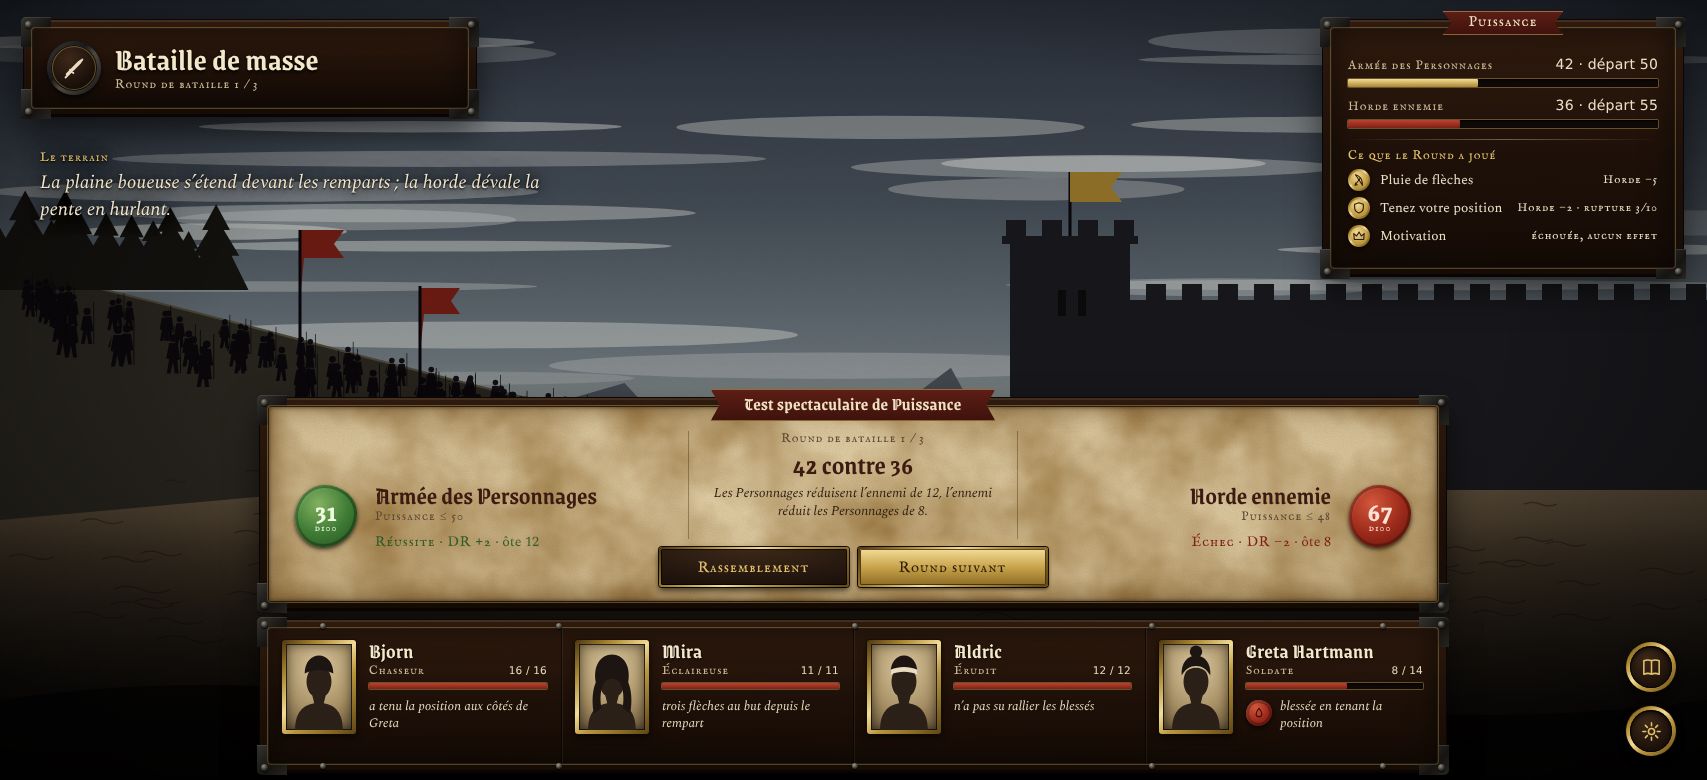 Bataille de masse
Round de bataille 1 / 3
Le terrain
La plaine boueuse s'étend devant les remparts ; la horde dévale la
pente en hurlant.
Puissance
Armée des Personnages 42 · départ 50
Horde ennemie 36 · départ 55
Ce que le Round a joué
Pluie de flèches Horde −5
Tenez votre position Horde −2 · rupture 3/10
Motivation échouée, aucun effet
Test spectaculaire de Puissance
Round de bataille 1 / 3
42 contre 36
Les Personnages réduisent l'ennemi de 12, l'ennemi
réduit les Personnages de 8.
31
D100
Armée des Personnages
Puissance ≤ 50
Réussite · DR +2 · ôte 12
Horde ennemie
Puissance ≤ 48
Échec · DR −2 · ôte 8
67
D100
Rassemblement
Round suivant
Bjorn
Chasseur 16 / 16
a tenu la position aux côtés de
Greta
Mira
Éclaireuse 11 / 11
trois flèches au but depuis le
rempart
Aldric
Érudit 12 / 12
n'a pas su rallier les blessés
Greta Hartmann
Soldate 8 / 14
blessée en tenant la
position